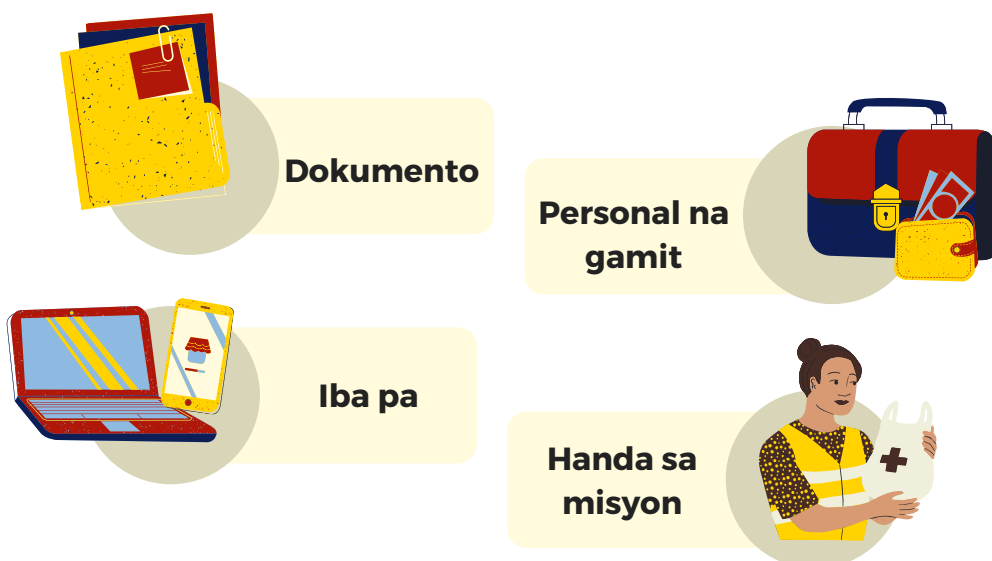 Dokumento
Personal na
gamit
Iba pa
Handa sa
misyon